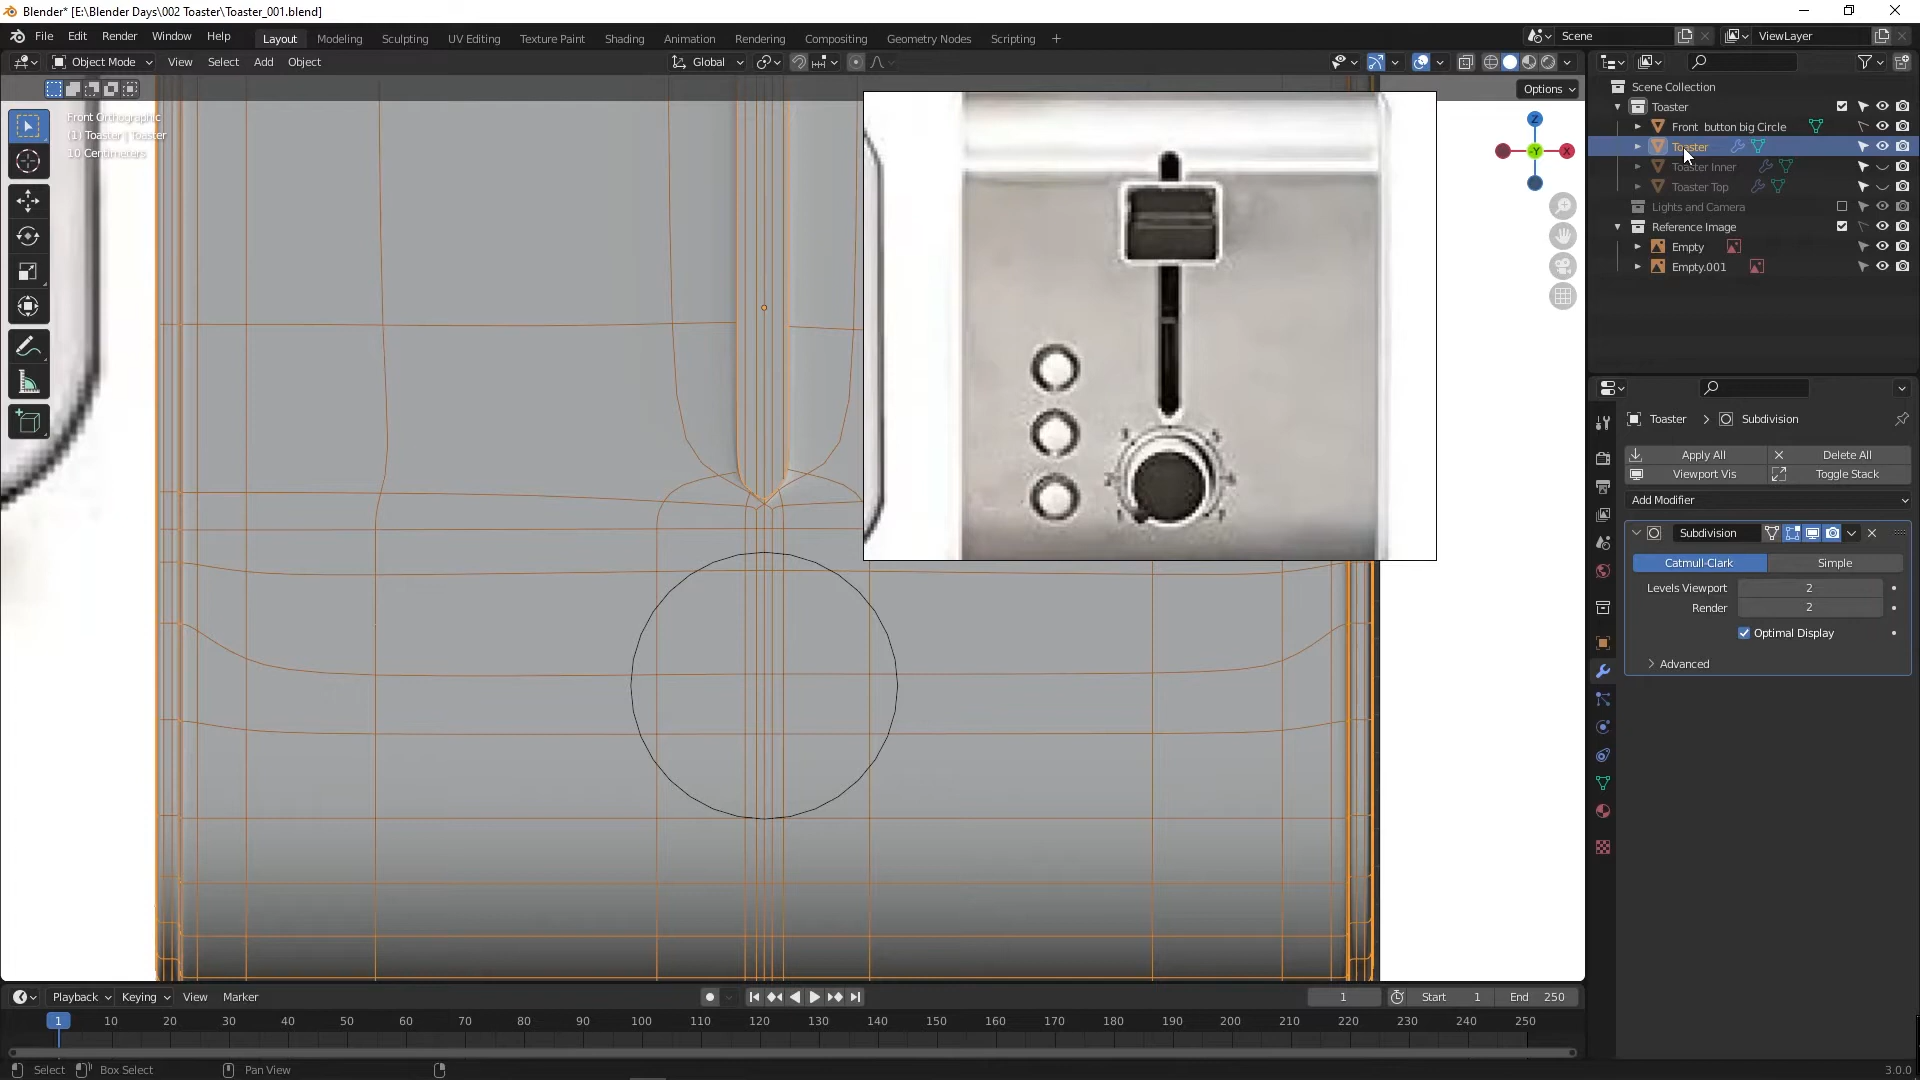 Blender* [E:\Blender Days\002 Toaster\Toaster_001.blend]
File Edit Render Window Help Layout Modeling Sculpting UV Editing Texture Paint Shading Animation Rendering Compositing Geometry Nodes Scripting + Scene ViewLayer
Object Mode View Select Add Object Global
Options
Front Orthographic
(1) Toaster | Toaster
10 Centimeters
Z
-Y X
Scene Collection
Toaster
Front button big Circle
Toaster
Toaster Inner
Toaster Top
Lights and Camera
Reference Image
Empty
Empty.001
Toaster > Subdivision
Apply All Delete All
Viewport Vis Toggle Stack
Add Modifier
Subdivision
Catmull-Clark Simple
Levels Viewport 2
Render 2
Optimal Display
Advanced
Playback Keying View Marker 1 Start 1 End 250
1 10 20 30 40 50 60 70 80 90 100 110 120 130 140 150 160 170 180 190 200 210 220 230 240 250
Select Box Select Pan View 3.0.0